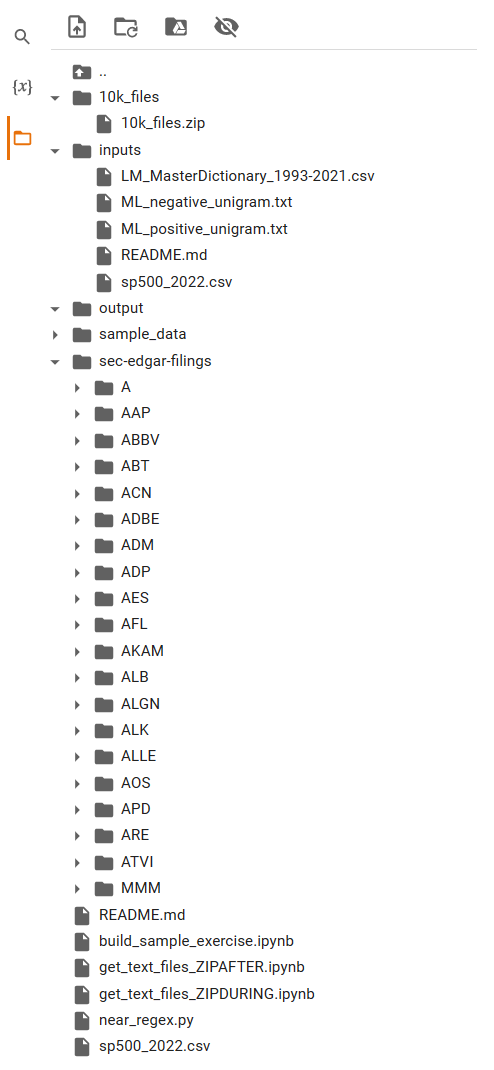 {x}
..
10k_files
10k_files.zip
inputs
LM_MasterDictionary_1993-2021.csv
ML_negative_unigram.txt
ML_positive_unigram.txt
README.md
sp500_2022.csv
output
sample_data
sec-edgar-filings
A
AAP
ABBV
ABT
ACN
ADBE
ADM
ADP
AES
AFL
AKAM
ALB
ALGN
ALK
ALLE
AOS
APD
ARE
ATVI
MMM
README.md
build_sample_exercise.ipynb
get_text_files_ZIPAFTER.ipynb
get_text_files_ZIPDURING.ipynb
near_regex.py
sp500_2022.csv